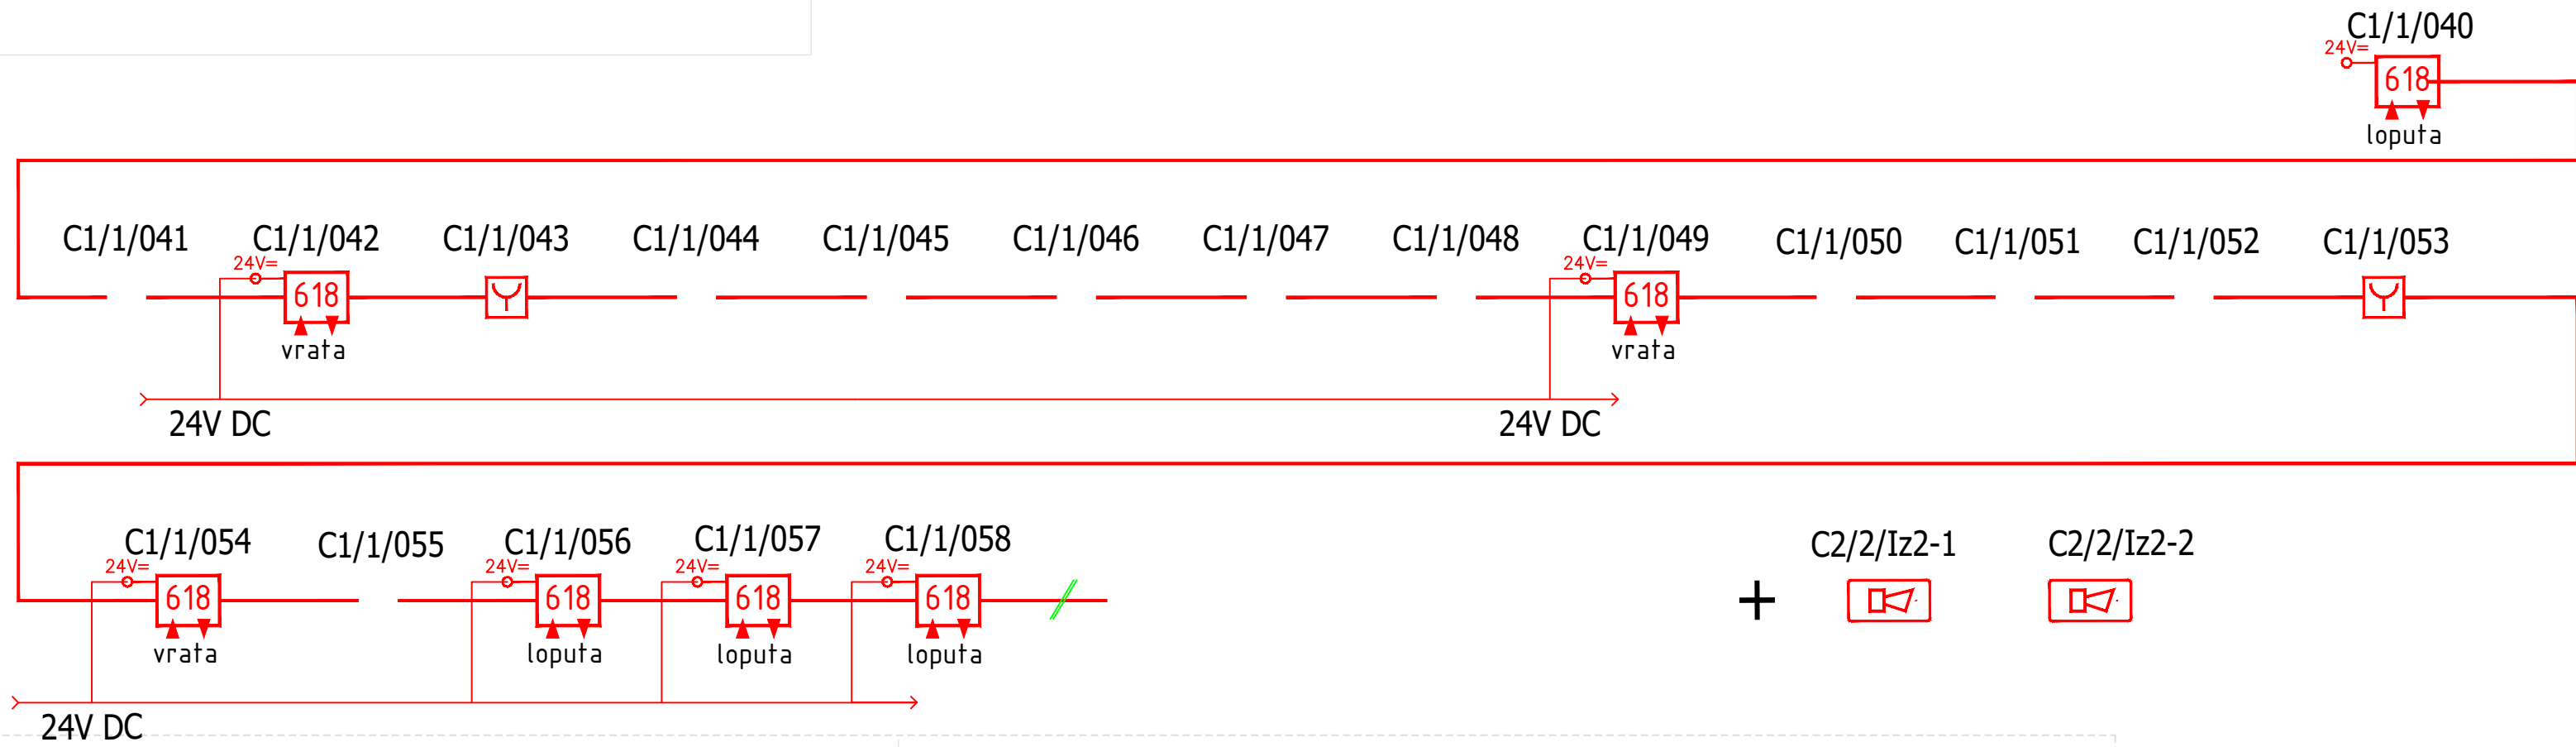 C1/1/040
24V=
618
loputa
C1/1/041 C1/1/042 C1/1/043 C1/1/044 C1/1/045 C1/1/046 C1/1/047 C1/1/048 C1/1/049 C1/1/050 C1/1/051 C1/1/052 C1/1/053
24V= 24V=
618 618
vrata vrata
24V DC 24V DC
C1/1/054 C1/1/055 C1/1/056 C1/1/057 C1/1/058 C2/2/Iz2-1 C2/2/Iz2-2
24V= 24V= 24V= 24V=
618 618 618 618 +
vrata loputa loputa loputa
24V DC